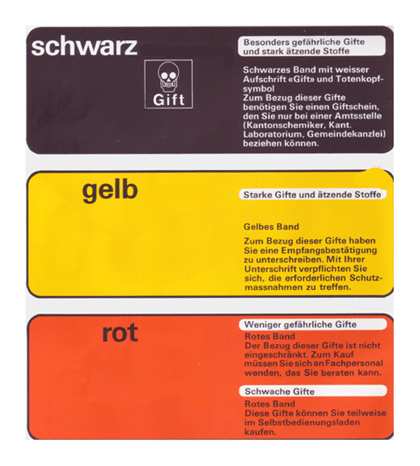 schwarz
Gift
Besonders gefährliche Gifte
und stark ätzende Stoffe
Schwarzes Band mit weisser
Aufschrift «Gift» und Totenkopf-
symbol
Zum Bezug dieser Gifte
benötigen Sie einen Giftschein,
den Sie nur bei einer Amtsstelle
(Kantonschemiker, Kant.
Laboratorium, Gemeindekanzlei)
beziehen können.
gelb
Starke Gifte und ätzende Stoffe
Gelbes Band
Zum Bezug dieser Gifte haben
Sie eine Empfangsbestätigung
zu unterschreiben. Mit Ihrer
Unterschrift verpflichten Sie
sich, die erforderlichen Schutz-
massnahmen zu treffen.
rot
Weniger gefährliche Gifte
Rotes Band
Der Bezug dieser Gifte ist nicht
eingeschränkt. Zum Kauf
müssen Sie sich an Fachpersonal
wenden, das Sie beraten kann.
Schwache Gifte
Rotes Band
Diese Gifte können Sie teilweise
im Selbstbedienungsladen
kaufen.